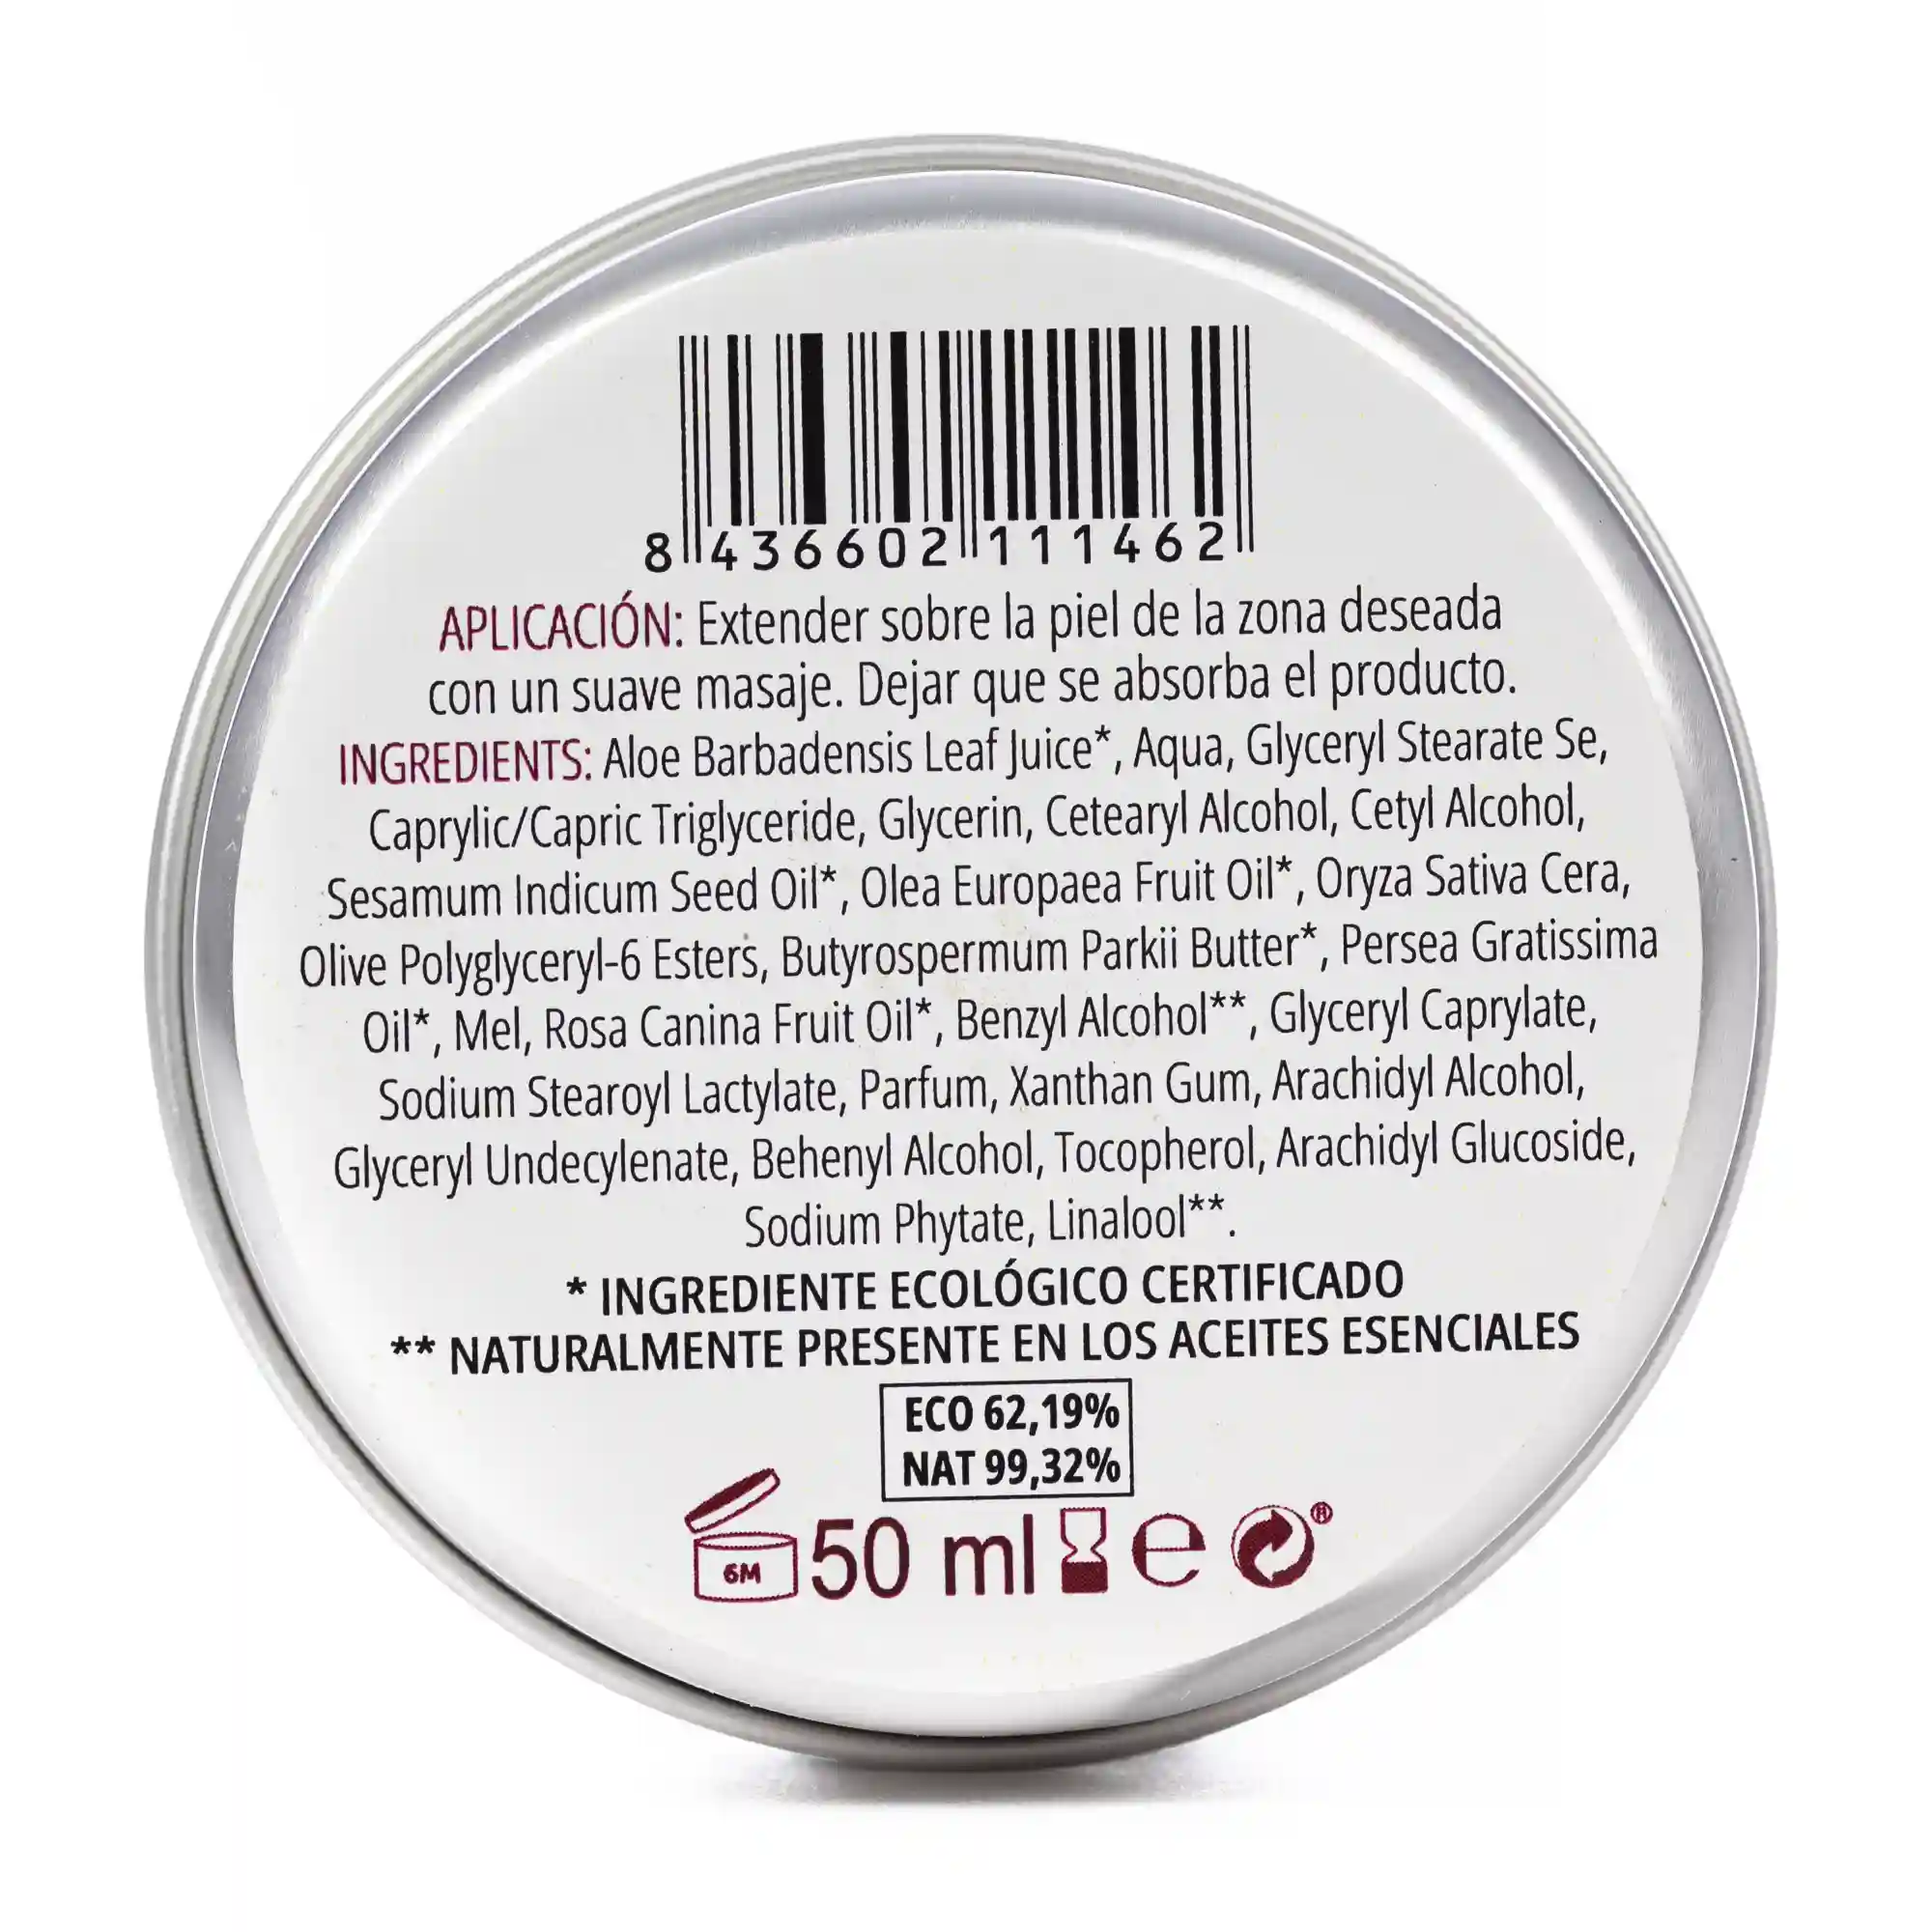 8 436602 111462
APLICACIÓN: Extender sobre la piel de la zona deseada
con un suave masaje. Dejar que se absorba el producto.
INGREDIENTS: Aloe Barbadensis Leaf Juice*, Aqua, Glyceryl Stearate Se,
Caprylic/Capric Triglyceride, Glycerin, Cetearyl Alcohol, Cetyl Alcohol,
Sesamum Indicum Seed Oil*, Olea Europaea Fruit Oil*, Oryza Sativa Cera,
Olive Polyglyceryl-6 Esters, Butyrospermum Parkii Butter*, Persea Gratissima
Oil*, Mel, Rosa Canina Fruit Oil*, Benzyl Alcohol**, Glyceryl Caprylate,
Sodium Stearoyl Lactylate, Parfum, Xanthan Gum, Arachidyl Alcohol,
Glyceryl Undecylenate, Behenyl Alcohol, Tocopherol, Arachidyl Glucoside,
Sodium Phytate, Linalool**.
* INGREDIENTE ECOLÓGICO CERTIFICADO
** NATURALMENTE PRESENTE EN LOS ACEITES ESENCIALES
ECO 62,19%
NAT 99,32%
6M 50 ml e ®